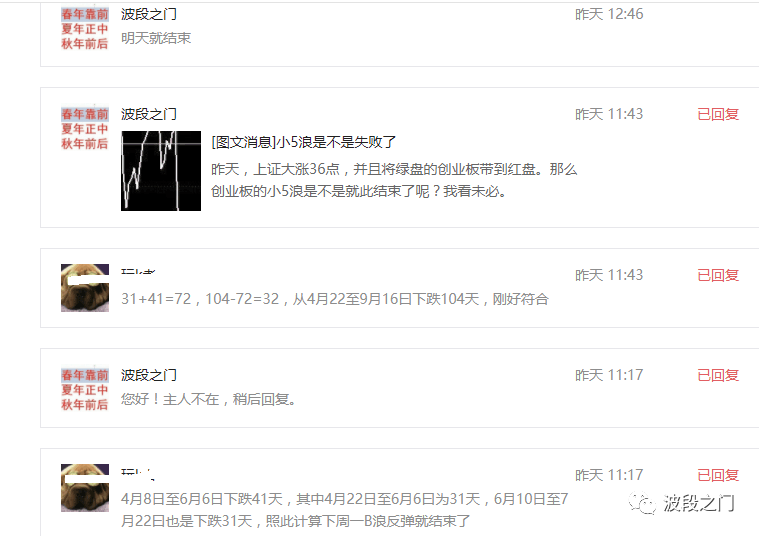 春年靠前
夏年正中
秋年前后
波段之门
昨天 12:46
明天就结束
春年靠前
夏年正中
秋年前后
波段之门
昨天 11:43
已回复
[图文消息]小5浪是不是失败了
昨天，上证大涨36点，并且将绿盘的创业板带到红盘。那么
创业板的小5浪是不是就此结束了呢？我看未必。
昨天 11:43
已回复
31+41=72，104-72=32，从4月22至9月16日下跌104天，刚好符合
春年靠前
夏年正中
秋年前后
波段之门
昨天 11:17
已回复
您好！主人不在，稍后回复。
昨天 11:17
已回复
4月8日至6月6日下跌41天，其中4月22日至6月6日为31天，6月10日至7
月22日也是下跌31天，照此计算下周一B浪反弹就结束了
波段之门